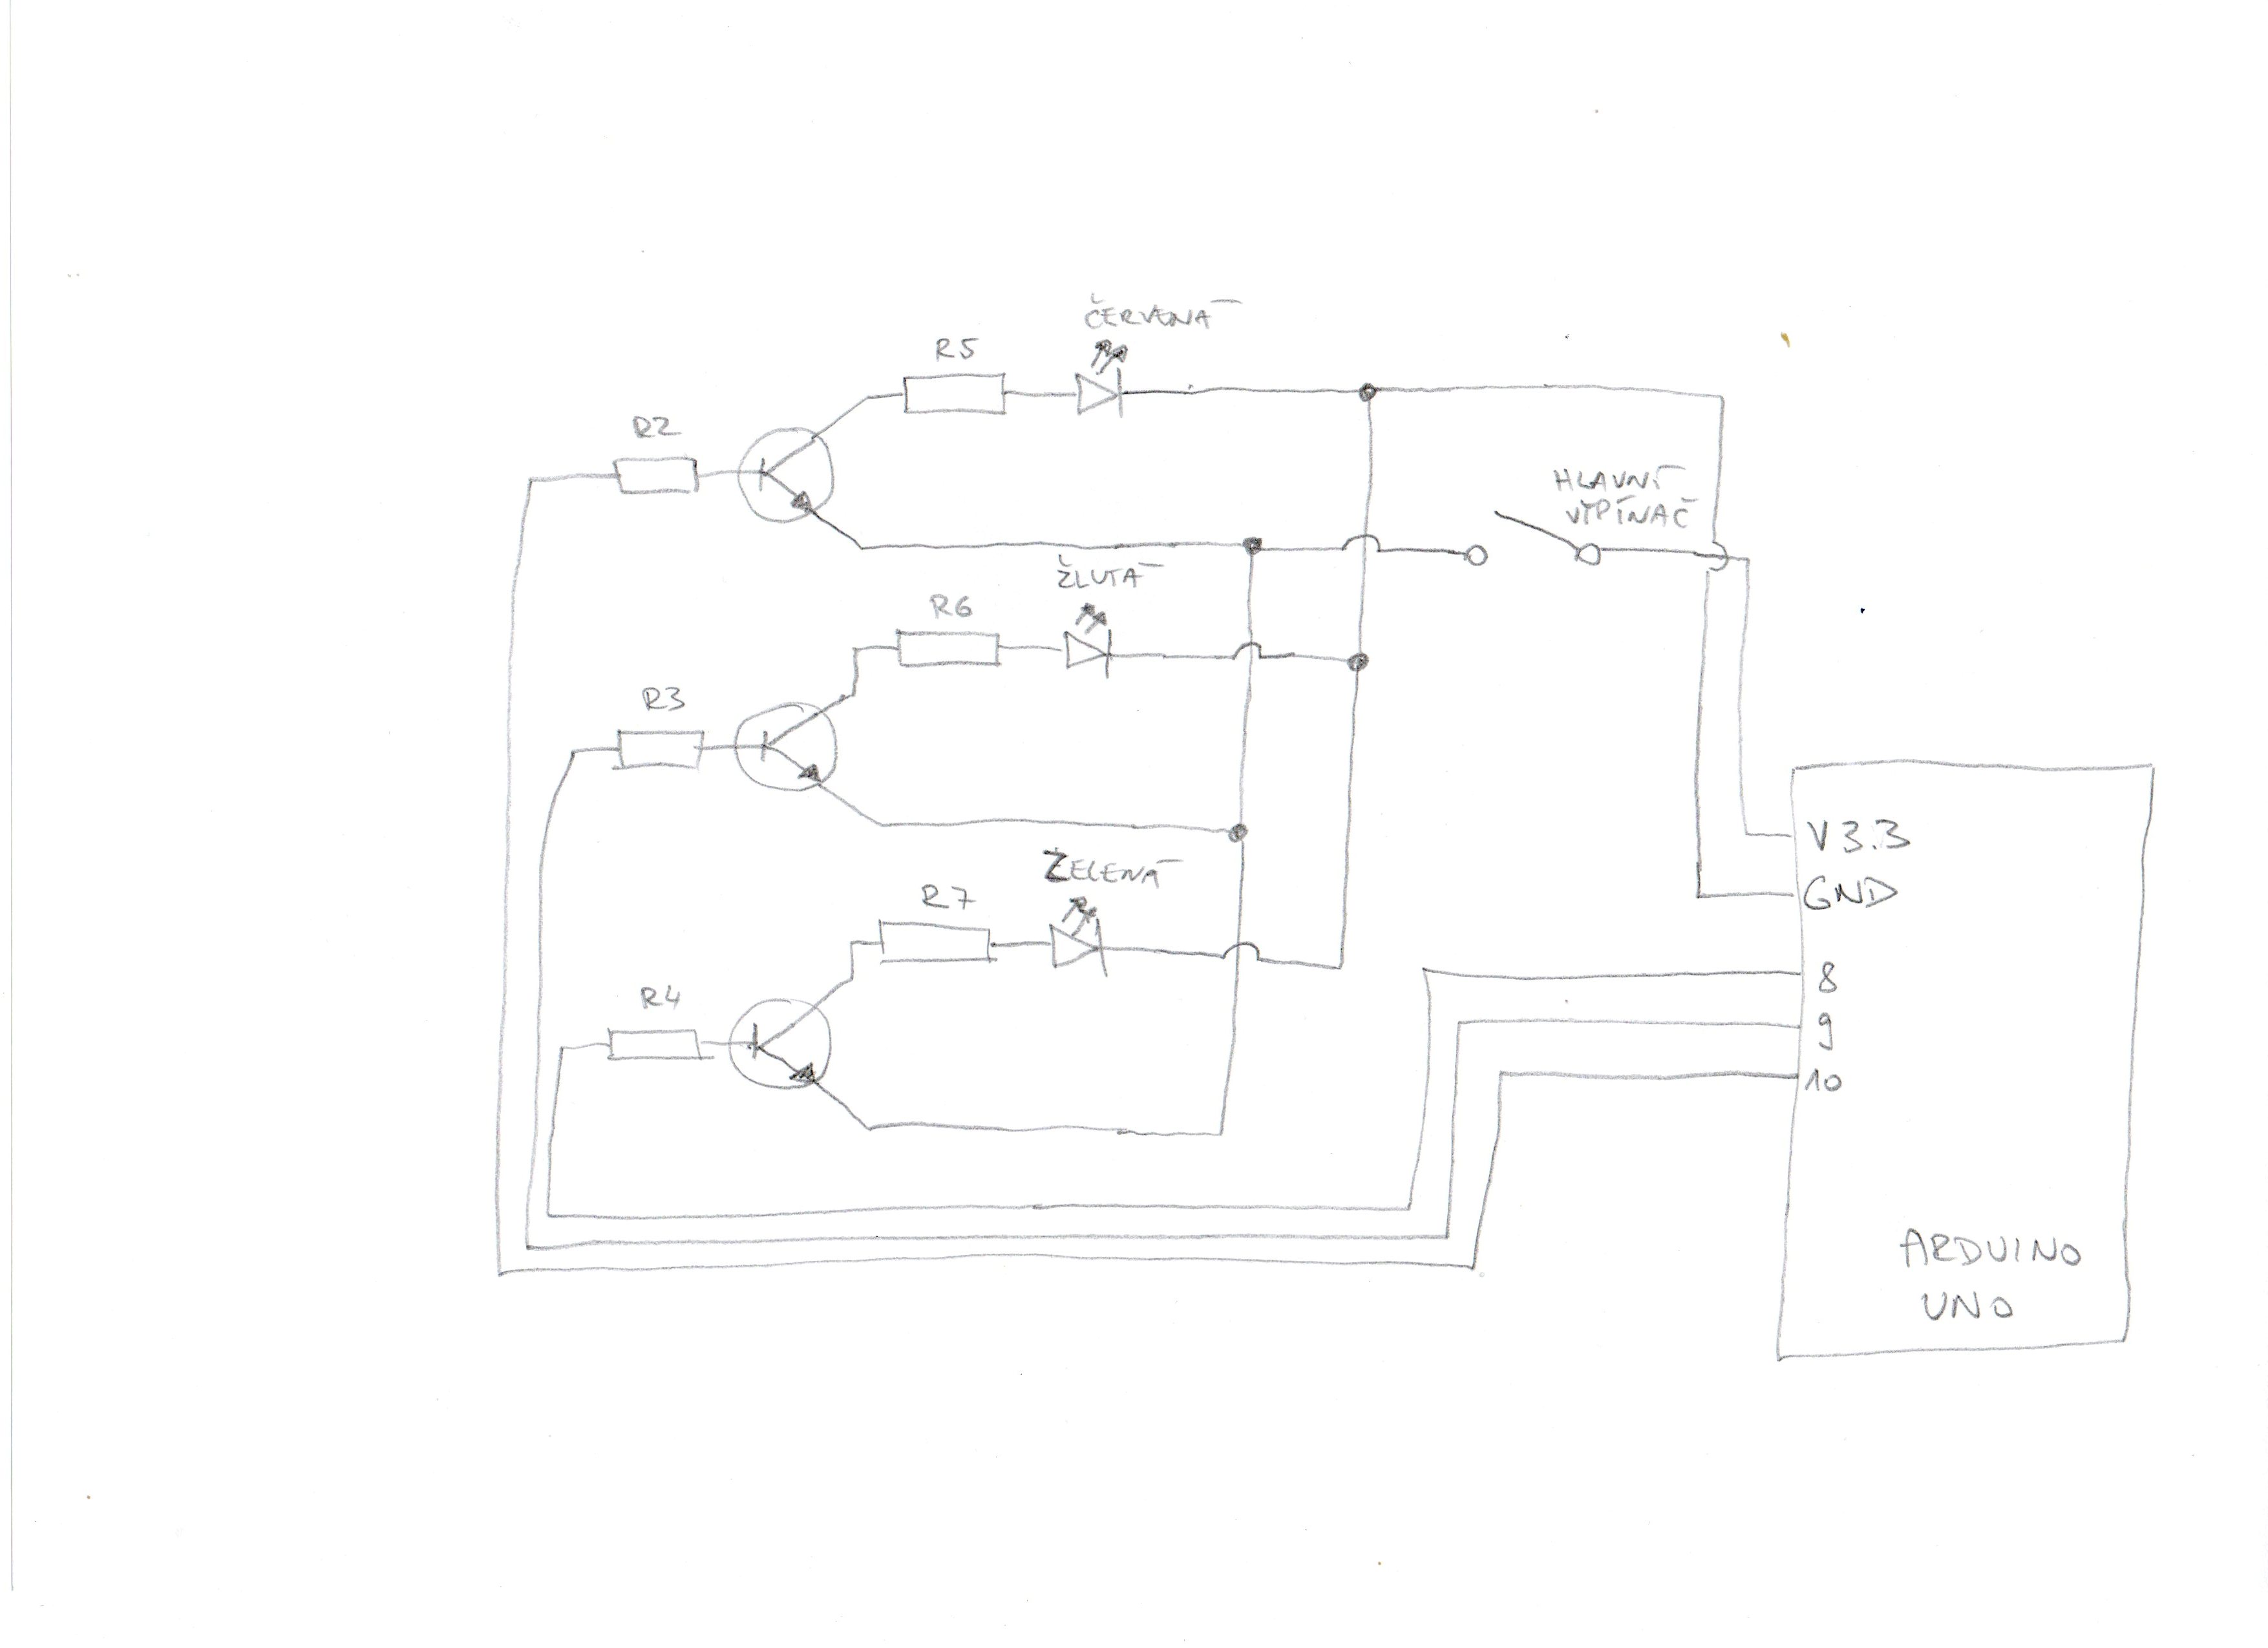 ČERVENÁ
R5
R2
HLAVNÍ
VYPÍNAČ
ŽLUTÁ
R6
R3
ZELENÁ
R7
R4
V3.3
GND
8
9
10
ARDUINO
UNO